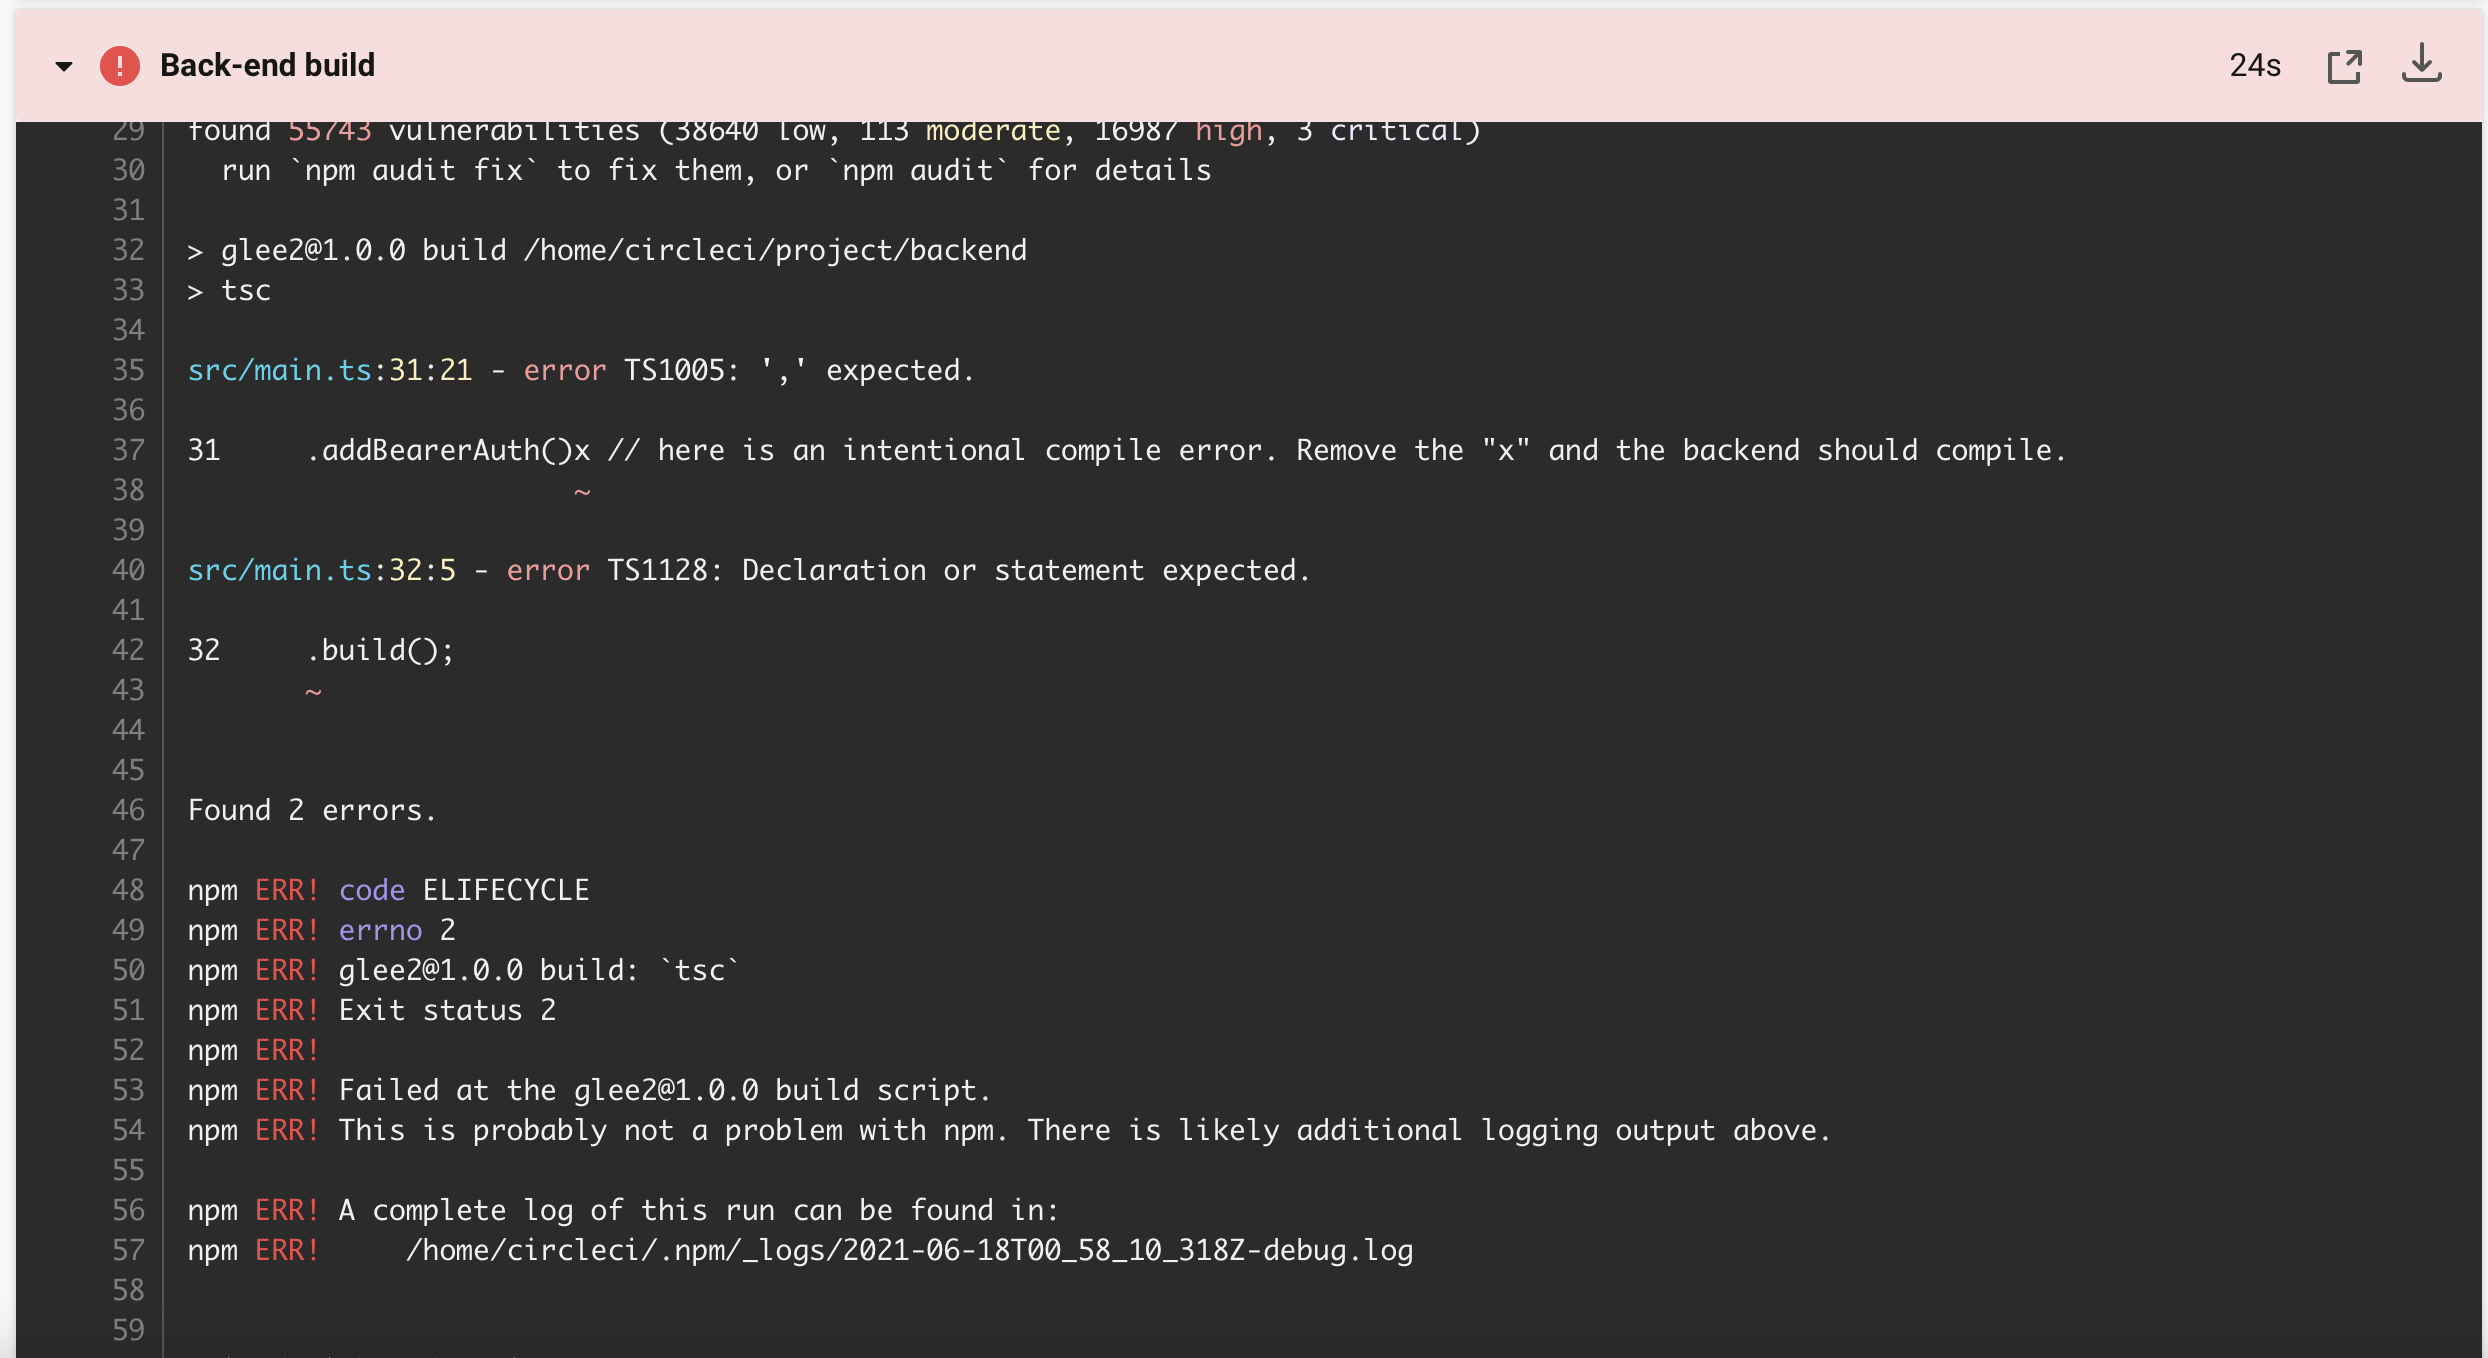 Back-end build 24s
29 found 55743 vulnerabilities (38640 low, 113 moderate, 16987 high, 3 critical)
30   run `npm audit fix` to fix them, or `npm audit` for details
31
32 > glee2@1.0.0 build /home/circleci/project/backend
33 > tsc
34
35 src/main.ts:31:21 - error TS1005: ',' expected.
36
37 31     .addBearerAuth()x // here is an intentional compile error. Remove the "x" and the backend should compile.
38                        ~
39
40 src/main.ts:32:5 - error TS1128: Declaration or statement expected.
41
42 32     .build();
43        ~
44
45
46 Found 2 errors.
47
48 npm ERR! code ELIFECYCLE
49 npm ERR! errno 2
50 npm ERR! glee2@1.0.0 build: `tsc`
51 npm ERR! Exit status 2
52 npm ERR!
53 npm ERR! Failed at the glee2@1.0.0 build script.
54 npm ERR! This is probably not a problem with npm. There is likely additional logging output above.
55
56 npm ERR! A complete log of this run can be found in:
57 npm ERR!     /home/circleci/.npm/_logs/2021-06-18T00_58_10_318Z-debug.log
58
59